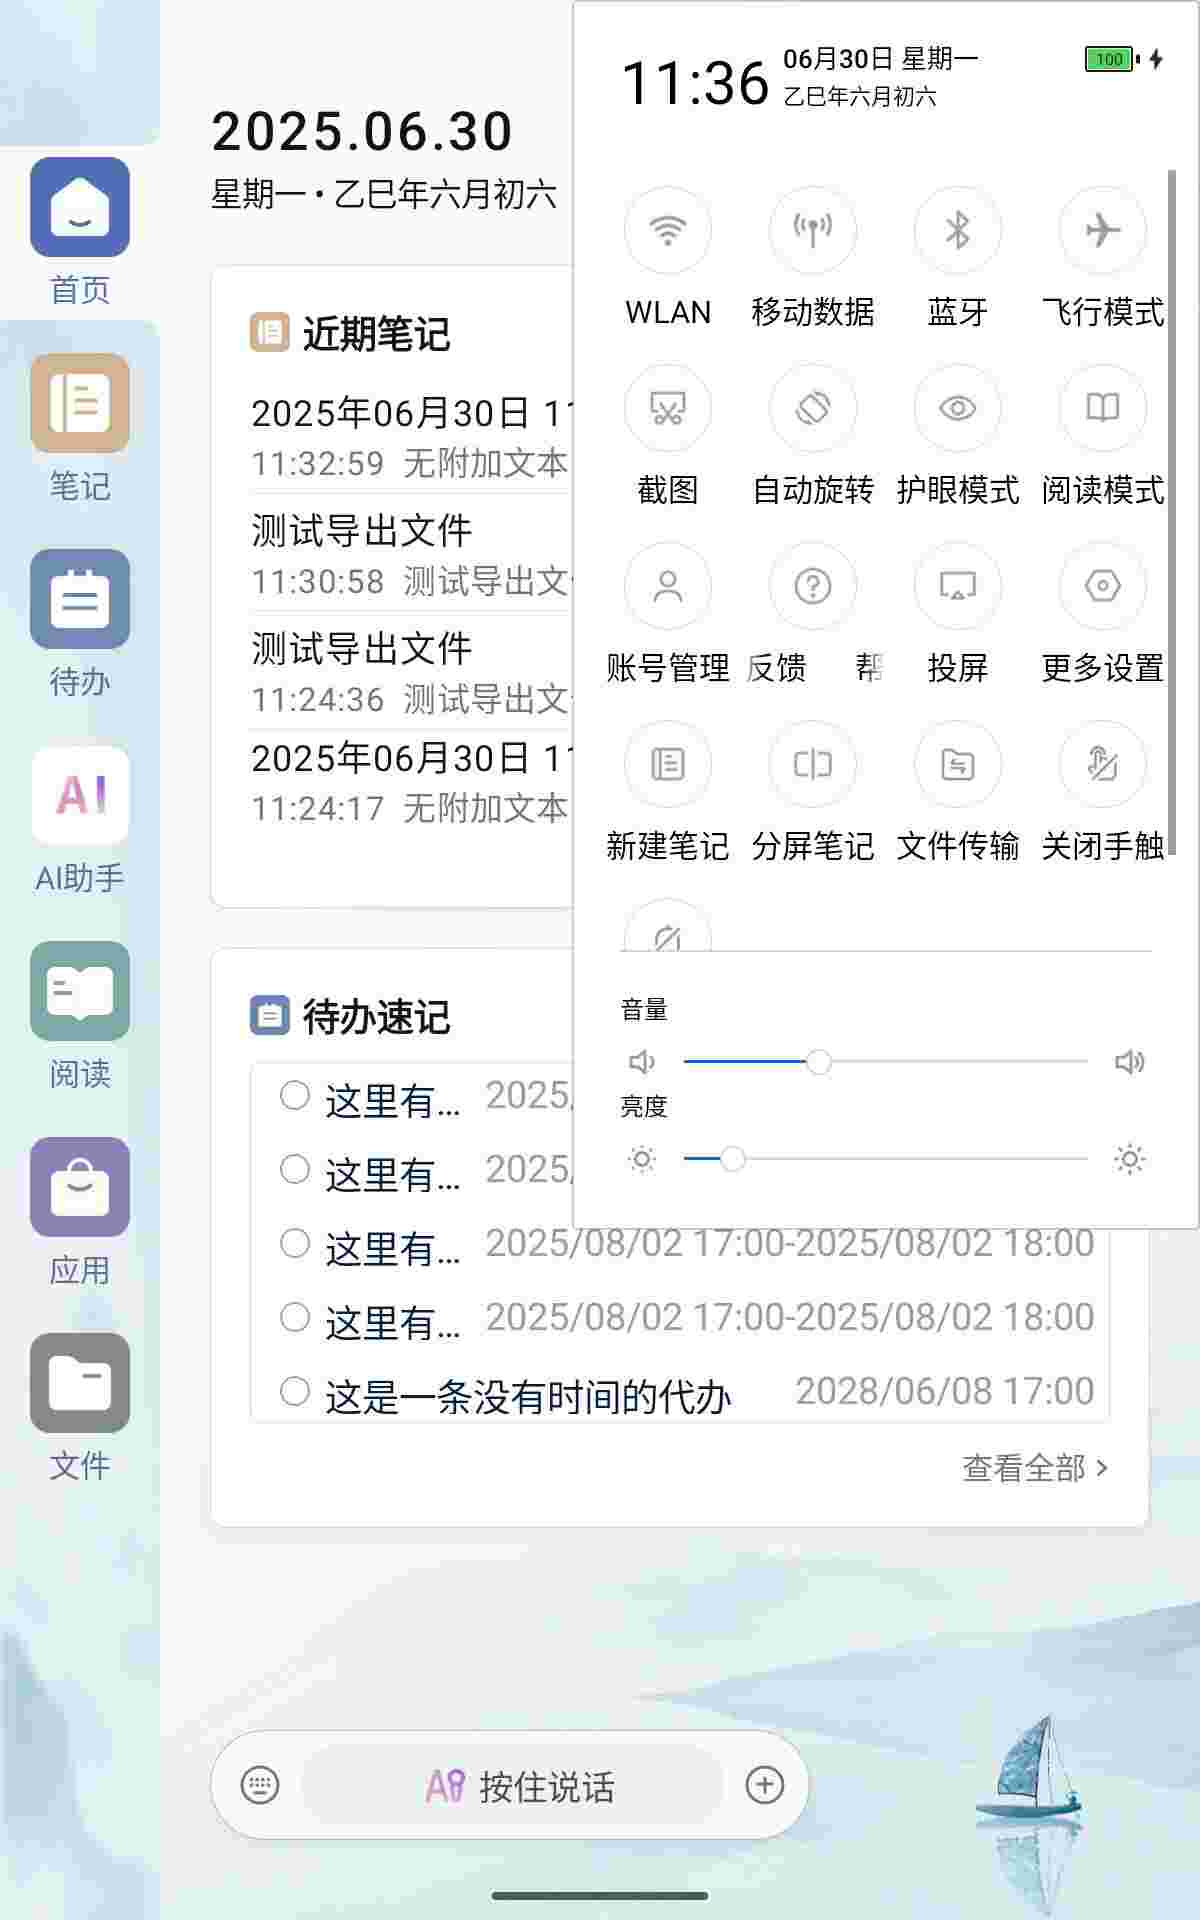 11:36
06月30日 星期一
乙巳年六月初六
100
2025.06.30
星期一 • 乙巳年六月初六
首页
笔记
待办
AI
AI助手
阅读
应用
文件
近期笔记
2025年06月30日 11
11:32:59 无附加文本
测试导出文件
11:30:58 测试导出文
测试导出文件
11:24:36 测试导出文
2025年06月30日 11
11:24:17 无附加文本
WLAN 移动数据 蓝牙 飞行模式
截图 自动旋转 护眼模式 阅读模式
账号管理 反馈 帮 投屏 更多设置
新建笔记 分屏笔记 文件传输 关闭手触
音量
亮度
待办速记
这里有... 2025/
这里有... 2025/
这里有... 2025/08/02 17:00-2025/08/02 18:00
这里有... 2025/08/02 17:00-2025/08/02 18:00
这是一条没有时间的代办 2028/06/08 17:00
查看全部 >
AI 按住说话